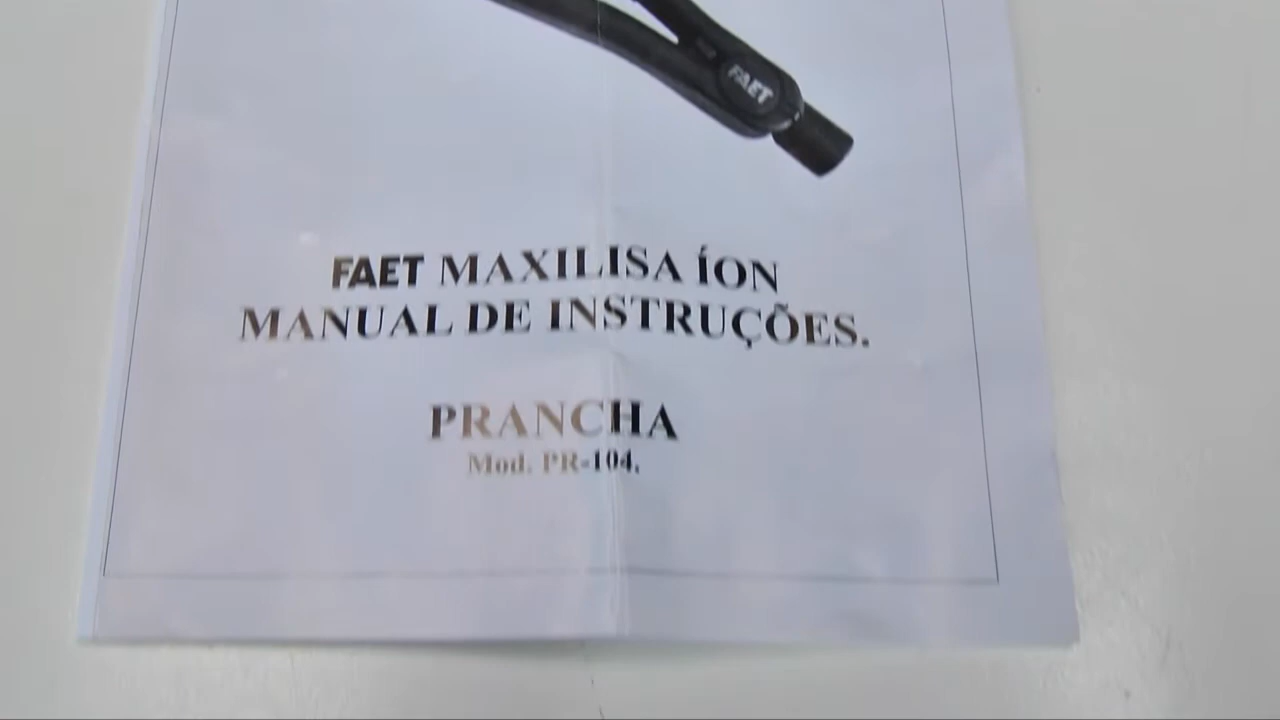 FAET
FAET MAXILISA ÍON
MANUAL DE INSTRUÇÕES.
PRANCHA
Mod. PR-104.